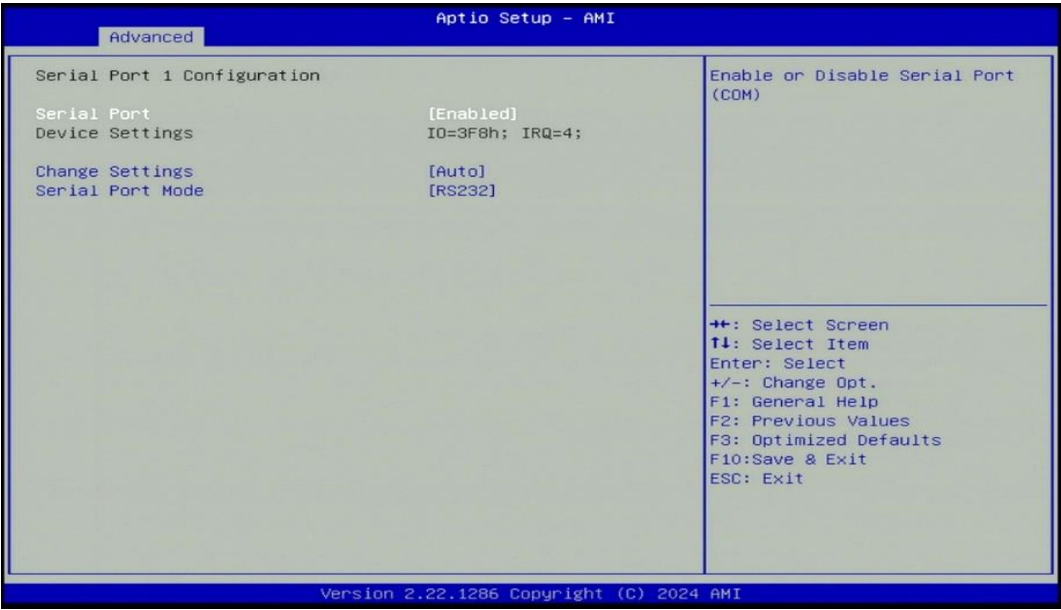 Aptio Setup - AMI
Advanced
Serial Port 1 Configuration
Serial Port [Enabled]
Device Settings IO=3F8h; IRQ=4;
Change Settings [Auto]
Serial Port Mode [RS232]
Enable or Disable Serial Port
(COM)
→←: Select Screen
↑↓: Select Item
Enter: Select
+/-: Change Opt.
F1: General Help
F2: Previous Values
F3: Optimized Defaults
F10:Save & Exit
ESC: Exit
Version 2.22.1286 Copyright (C) 2024 AMI